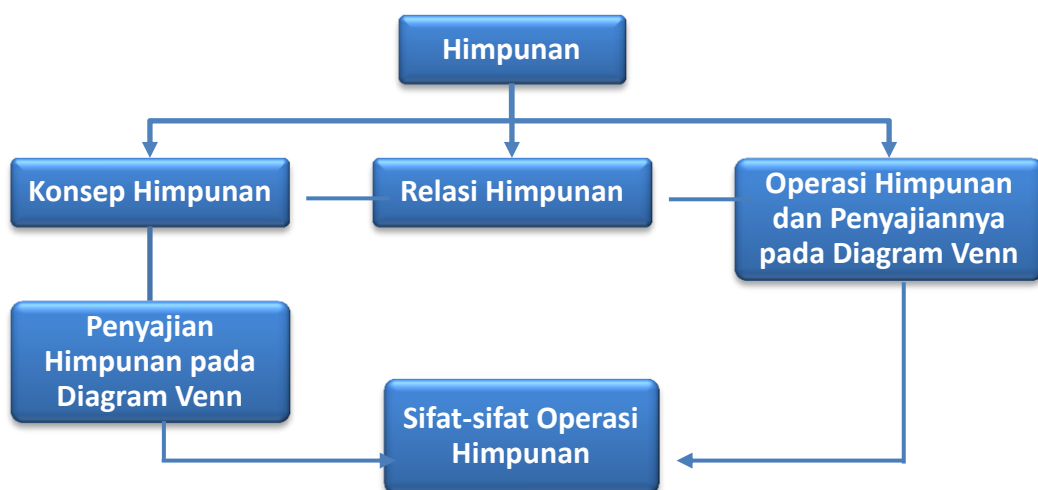 Himpunan
Konsep Himpunan
Relasi Himpunan
Operasi Himpunan
dan Penyajiannya
pada Diagram Venn
Penyajian
Himpunan pada
Diagram Venn
Sifat-sifat Operasi
Himpunan